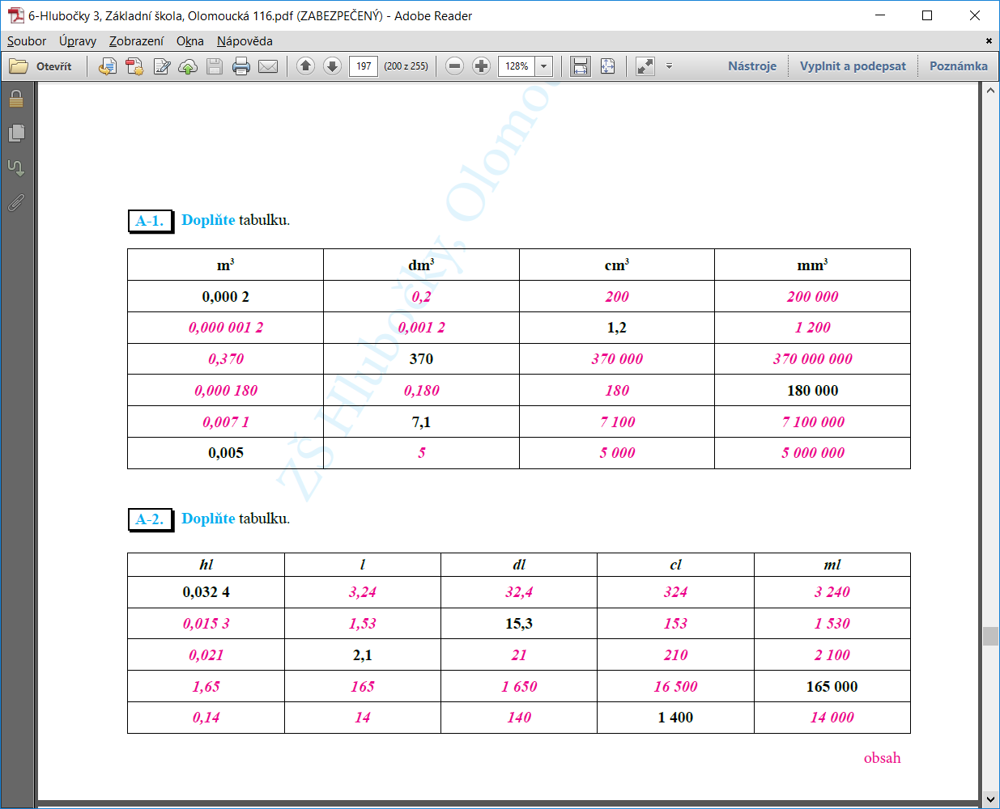 6-Hlubočky 3, Základní škola, Olomoucká 116.pdf (ZABEZPEČENÝ) - Adobe Reader
Soubor Úpravy Zobrazení Okna Nápověda
Otevřít 197 (200 z 255) 128% Nástroje Vyplnit a podepsat Poznámka
ZŠ Hlubočky, Olomou
A-1. Doplňte tabulku.
m³ dm³ cm³ mm³
0,000 2 0,2 200 200 000
0,000 001 2 0,001 2 1,2 1 200
0,370 370 370 000 370 000 000
0,000 180 0,180 180 180 000
0,007 1 7,1 7 100 7 100 000
0,005 5 5 000 5 000 000
A-2. Doplňte tabulku.
hl l dl cl ml
0,032 4 3,24 32,4 324 3 240
0,015 3 1,53 15,3 153 1 530
0,021 2,1 21 210 2 100
1,65 165 1 650 16 500 165 000
0,14 14 140 1 400 14 000
obsah